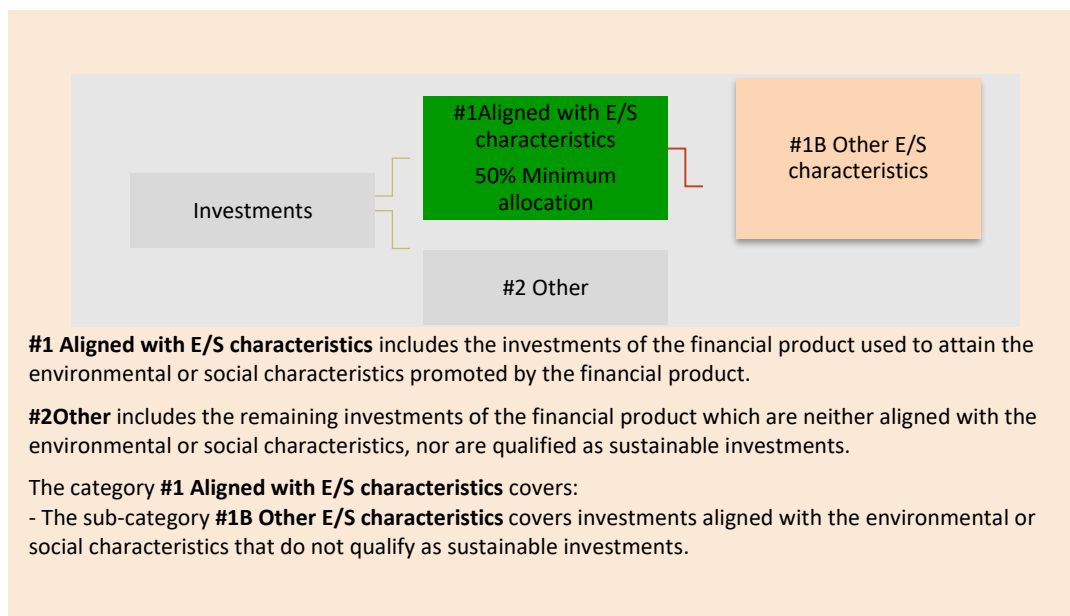 #1Aligned with E/S
characteristics
50% Minimum
allocation
#1B Other E/S
characteristics
Investments
#2 Other
#1 Aligned with E/S characteristics includes the investments of the financial product used to attain the
environmental or social characteristics promoted by the financial product.
#2Other includes the remaining investments of the financial product which are neither aligned with the
environmental or social characteristics, nor are qualified as sustainable investments.
The category #1 Aligned with E/S characteristics covers:
- The sub-category #1B Other E/S characteristics covers investments aligned with the environmental or
social characteristics that do not qualify as sustainable investments.